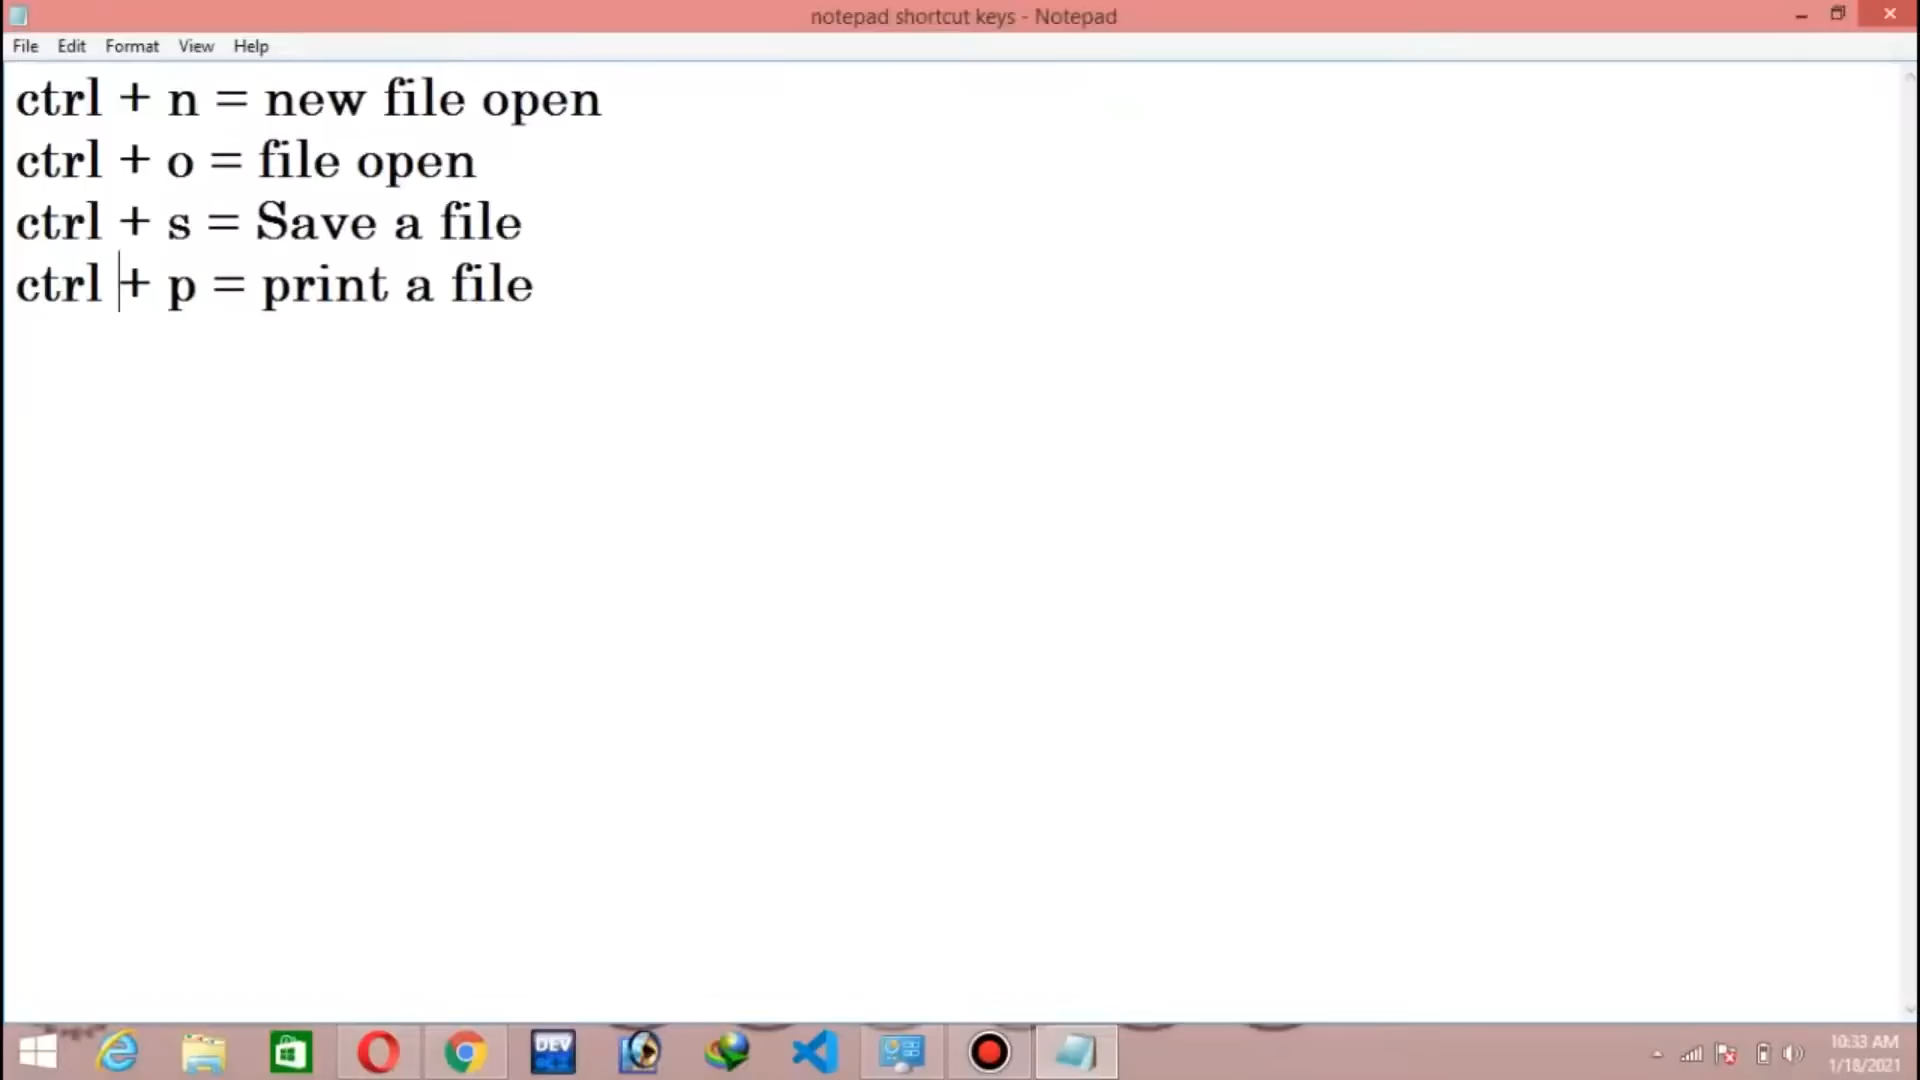 notepad shortcut keys - Notepad
File Edit Format View Help
ctrl + n = new file open
ctrl + o = file open
ctrl + s = Save a file
ctrl + p = print a file
DEV
10:33 AM
1/18/2021